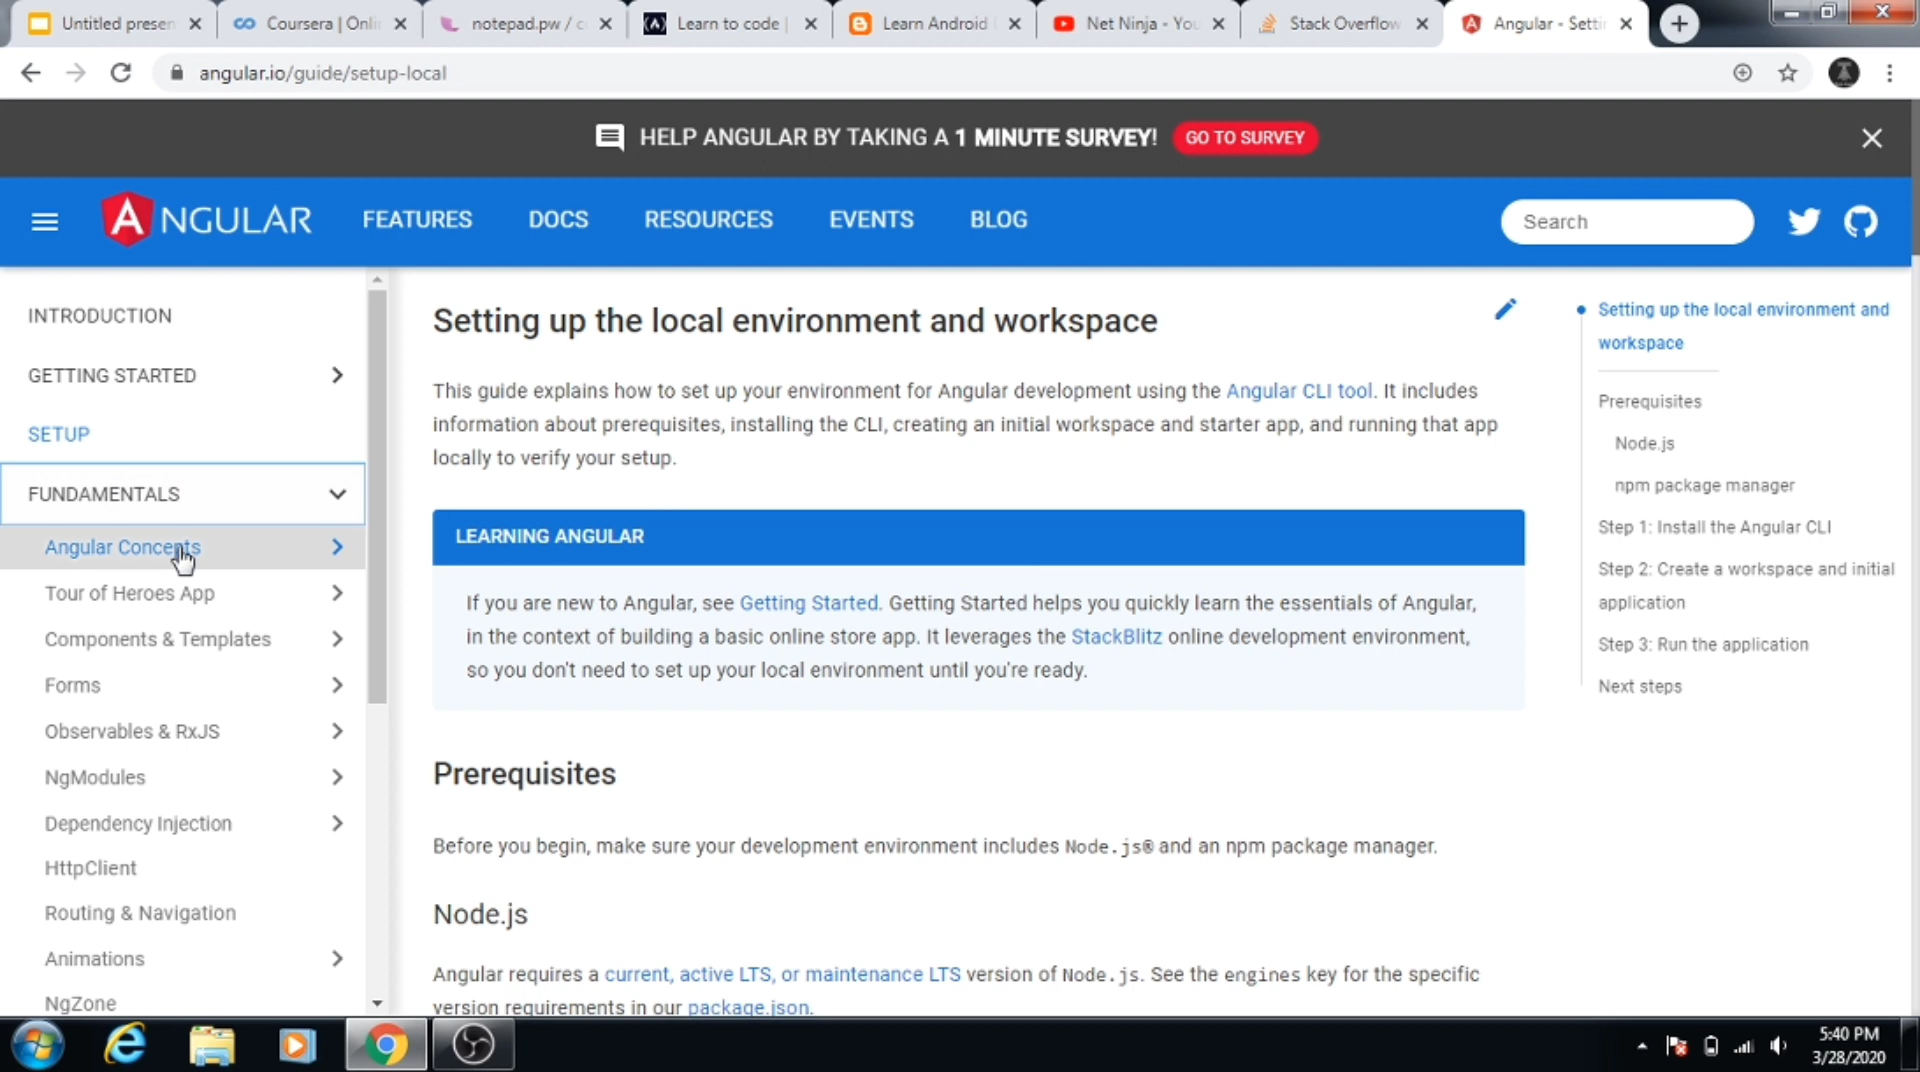 Untitled presen
Coursera | Onli
notepad.pw / c
Learn to code |
Learn Android
Net Ninja - You
Stack Overflow
Angular - Setti
angular.io/guide/setup-local
HELP ANGULAR BY TAKING A 1 MINUTE SURVEY!
GO TO SURVEY
ANGULAR
FEATURES
DOCS
RESOURCES
EVENTS
BLOG
Search
INTRODUCTION
GETTING STARTED
SETUP
FUNDAMENTALS
Angular Concepts
Tour of Heroes App
Components & Templates
Forms
Observables & RxJS
NgModules
Dependency Injection
HttpClient
Routing & Navigation
Animations
NgZone
Setting up the local environment and workspace
This guide explains how to set up your environment for Angular development using the Angular CLI tool. It includes
information about prerequisites, installing the CLI, creating an initial workspace and starter app, and running that app
locally to verify your setup.
LEARNING ANGULAR
If you are new to Angular, see Getting Started. Getting Started helps you quickly learn the essentials of Angular,
in the context of building a basic online store app. It leverages the StackBlitz online development environment,
so you don't need to set up your local environment until you're ready.
Prerequisites
Before you begin, make sure your development environment includes Node.js® and an npm package manager.
Node.js
Angular requires a current, active LTS, or maintenance LTS version of Node.js. See the engines key for the specific
version requirements in our package.json.
Setting up the local environment and
workspace
Prerequisites
Node.js
npm package manager
Step 1: Install the Angular CLI
Step 2: Create a workspace and initial
application
Step 3: Run the application
Next steps
5:40 PM
3/28/2020